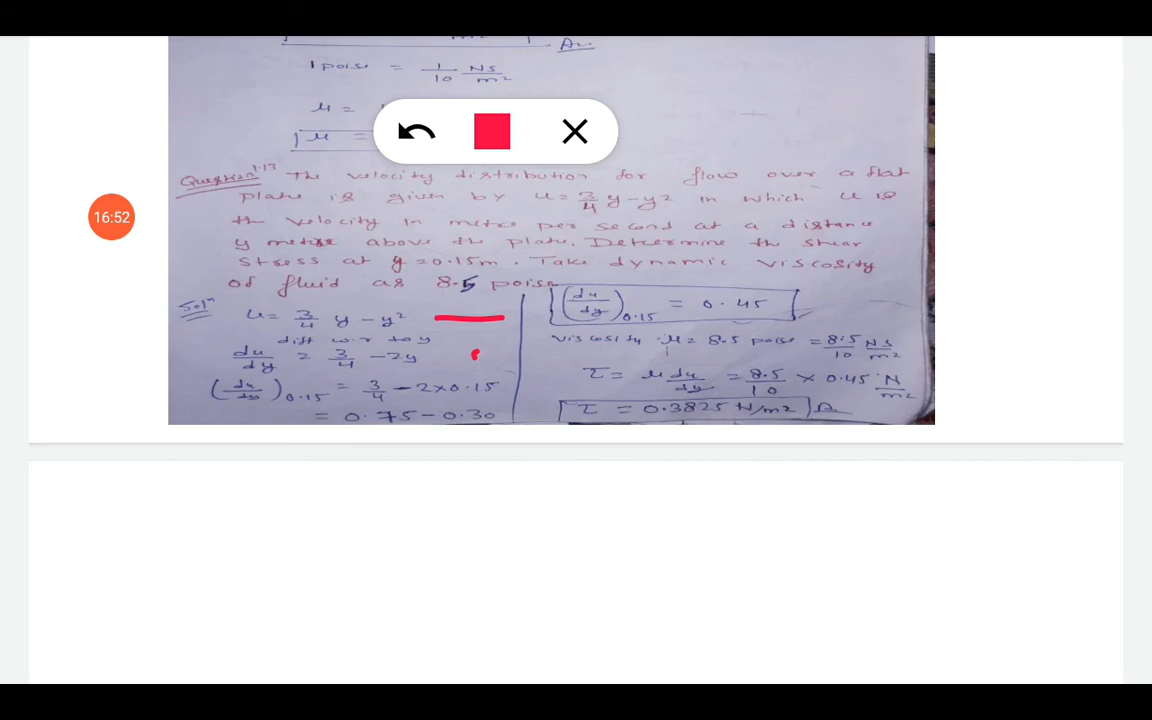 Ans
1 poise = 1/10 NS/m²
μ =
μ =
16:52
Question 1.13 The velocity distribution for flow over a flat
plate is given by u = 3/4 y - y² in which u is
the velocity in metre per second at a distance
y metre above the plate. Determine the shear
stress at y = 0.15m. Take dynamic viscosity
of fluid as 8.5 poise
Solⁿ
u = 3/4 y - y²
diff w.r. to y
du/dy = 3/4 - 2y
(du/dy)0.15 = 3/4 - 2×0.15
= 0.75 - 0.30
(du/dy)0.15 = 0.45
viscosity μ = 8.5 poise = 8.5/10 NS/m²
τ = μ du/dy = 8.5/10 × 0.45 N/m²
τ = 0.3825 N/m²